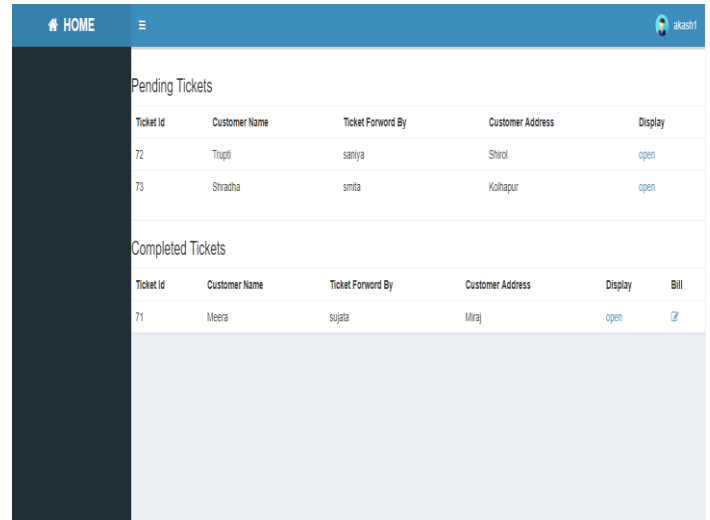 HOME akash1
Pending Tickets
Ticket Id Customer Name Ticket Forword By Customer Address Display
72 Trupti saniya Shirol open
73 Shradha smita Kolhapur open
Completed Tickets
Ticket Id Customer Name Ticket Forword By Customer Address Display Bill
71 Meera sujata Miraj open